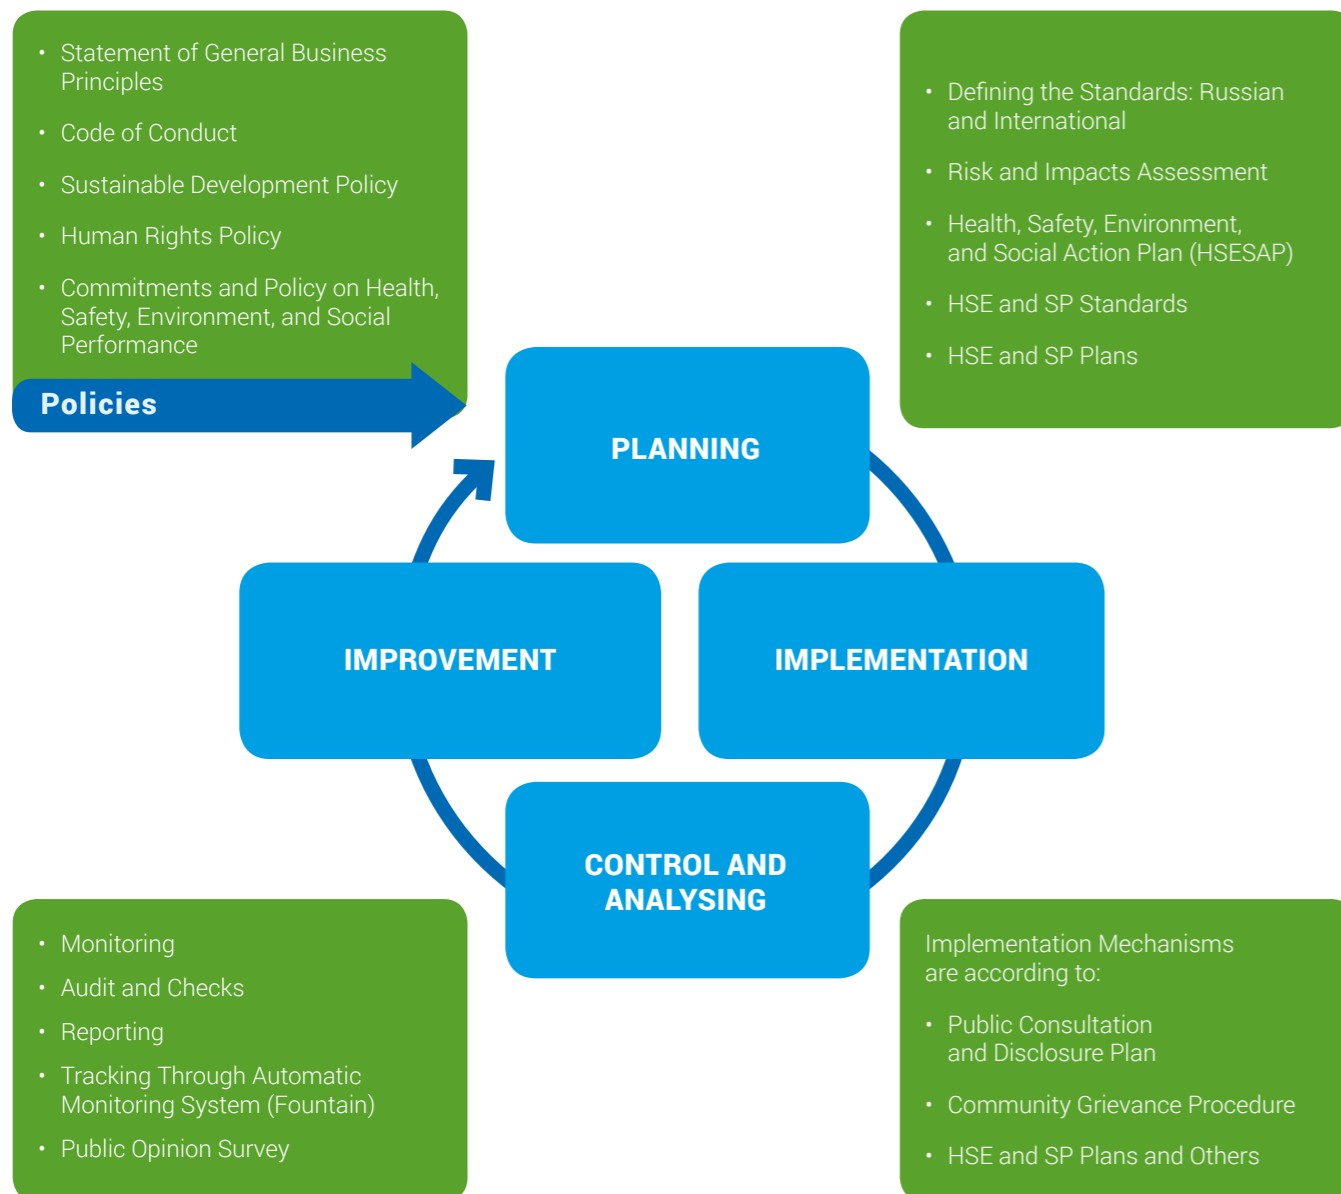 • Statement of General Business
Principles
• Code of Conduct
• Sustainable Development Policy
• Human Rights Policy
• Commitments and Policy on Health,
Safety, Environment, and Social
Performance
Policies
• Defining the Standards: Russian
and International
• Risk and Impacts Assessment
• Health, Safety, Environment,
and Social Action Plan (HSESAP)
• HSE and SP Standards
• HSE and SP Plans
PLANNING
IMPROVEMENT
IMPLEMENTATION
CONTROL AND
ANALYSING
• Monitoring
• Audit and Checks
• Reporting
• Tracking Through Automatic
Monitoring System (Fountain)
• Public Opinion Survey
Implementation Mechanisms
are according to:
• Public Consultation
and Disclosure Plan
• Community Grievance Procedure
• HSE and SP Plans and Others